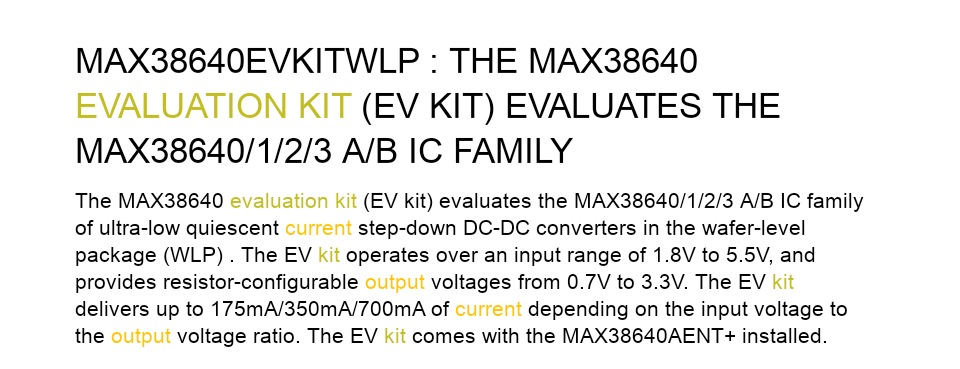 MAX38640EVKITWLP : THE MAX38640
EVALUATION KIT (EV KIT) EVALUATES THE
MAX38640/1/2/3 A/B IC FAMILY
The MAX38640 evaluation kit (EV kit) evaluates the MAX38640/1/2/3 A/B IC family
of ultra-low quiescent current step-down DC-DC converters in the wafer-level
package (WLP) . The EV kit operates over an input range of 1.8V to 5.5V, and
provides resistor-configurable output voltages from 0.7V to 3.3V. The EV kit
delivers up to 175mA/350mA/700mA of current depending on the input voltage to
the output voltage ratio. The EV kit comes with the MAX38640AENT+ installed.